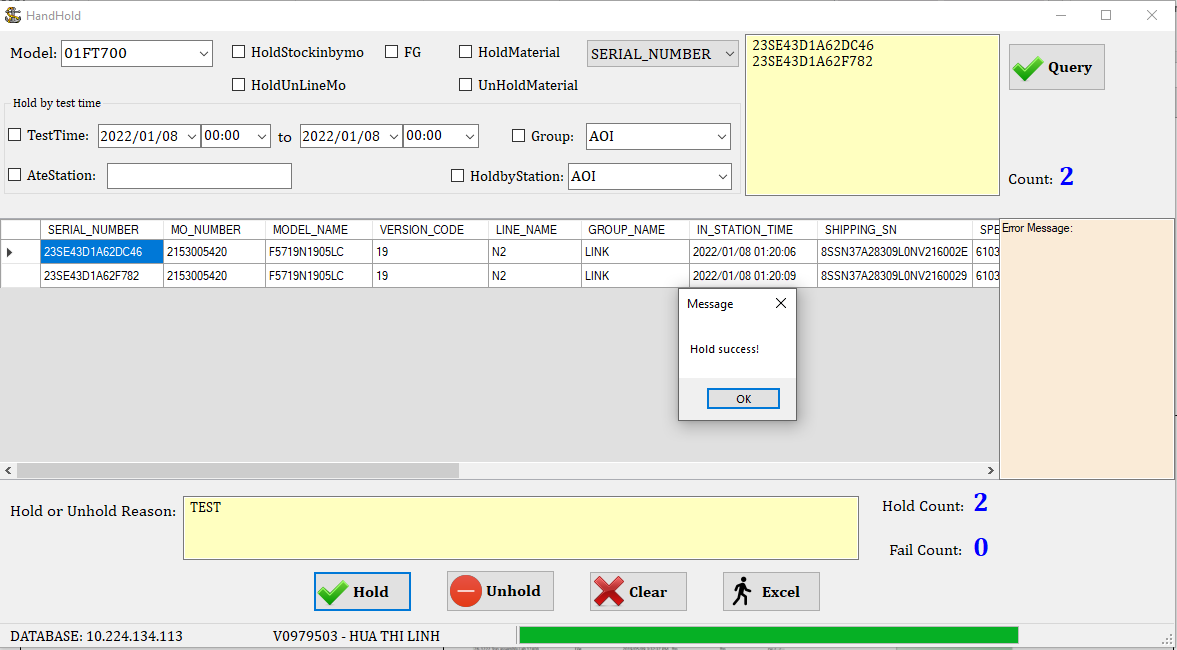 HandHold
Model: 01FT700
HoldStockinbymo
FG
HoldMaterial
SERIAL_NUMBER
23SE43D1A62DC46
23SE43D1A62F782
Query
HoldUnLineMo
UnHoldMaterial
Hold by test time
TestTime: 2022/01/08 00:00 to 2022/01/08 00:00
Group: AOI
AteStation:
HoldbyStation: AOI
Count: 2
SERIAL_NUMBER MO_NUMBER MODEL_NAME VERSION_CODE LINE_NAME GROUP_NAME IN_STATION_TIME SHIPPING_SN SPE
23SE43D1A62DC46 2153005420 F5719N1905LC 19 N2 LINK 2022/01/08 01:20:06 8SSN37A28309L0NV216002E 6103
23SE43D1A62F782 2153005420 F5719N1905LC 19 N2 LINK 2022/01/08 01:20:09 8SSN37A28309L0NV2160029 6103
Error Message:
Message
Hold success!
OK
Hold or Unhold Reason: TEST
Hold Count: 2
Fail Count: 0
Hold
Unhold
Clear
Excel
DATABASE: 10.224.134.113
V0979503 - HUA THI LINH